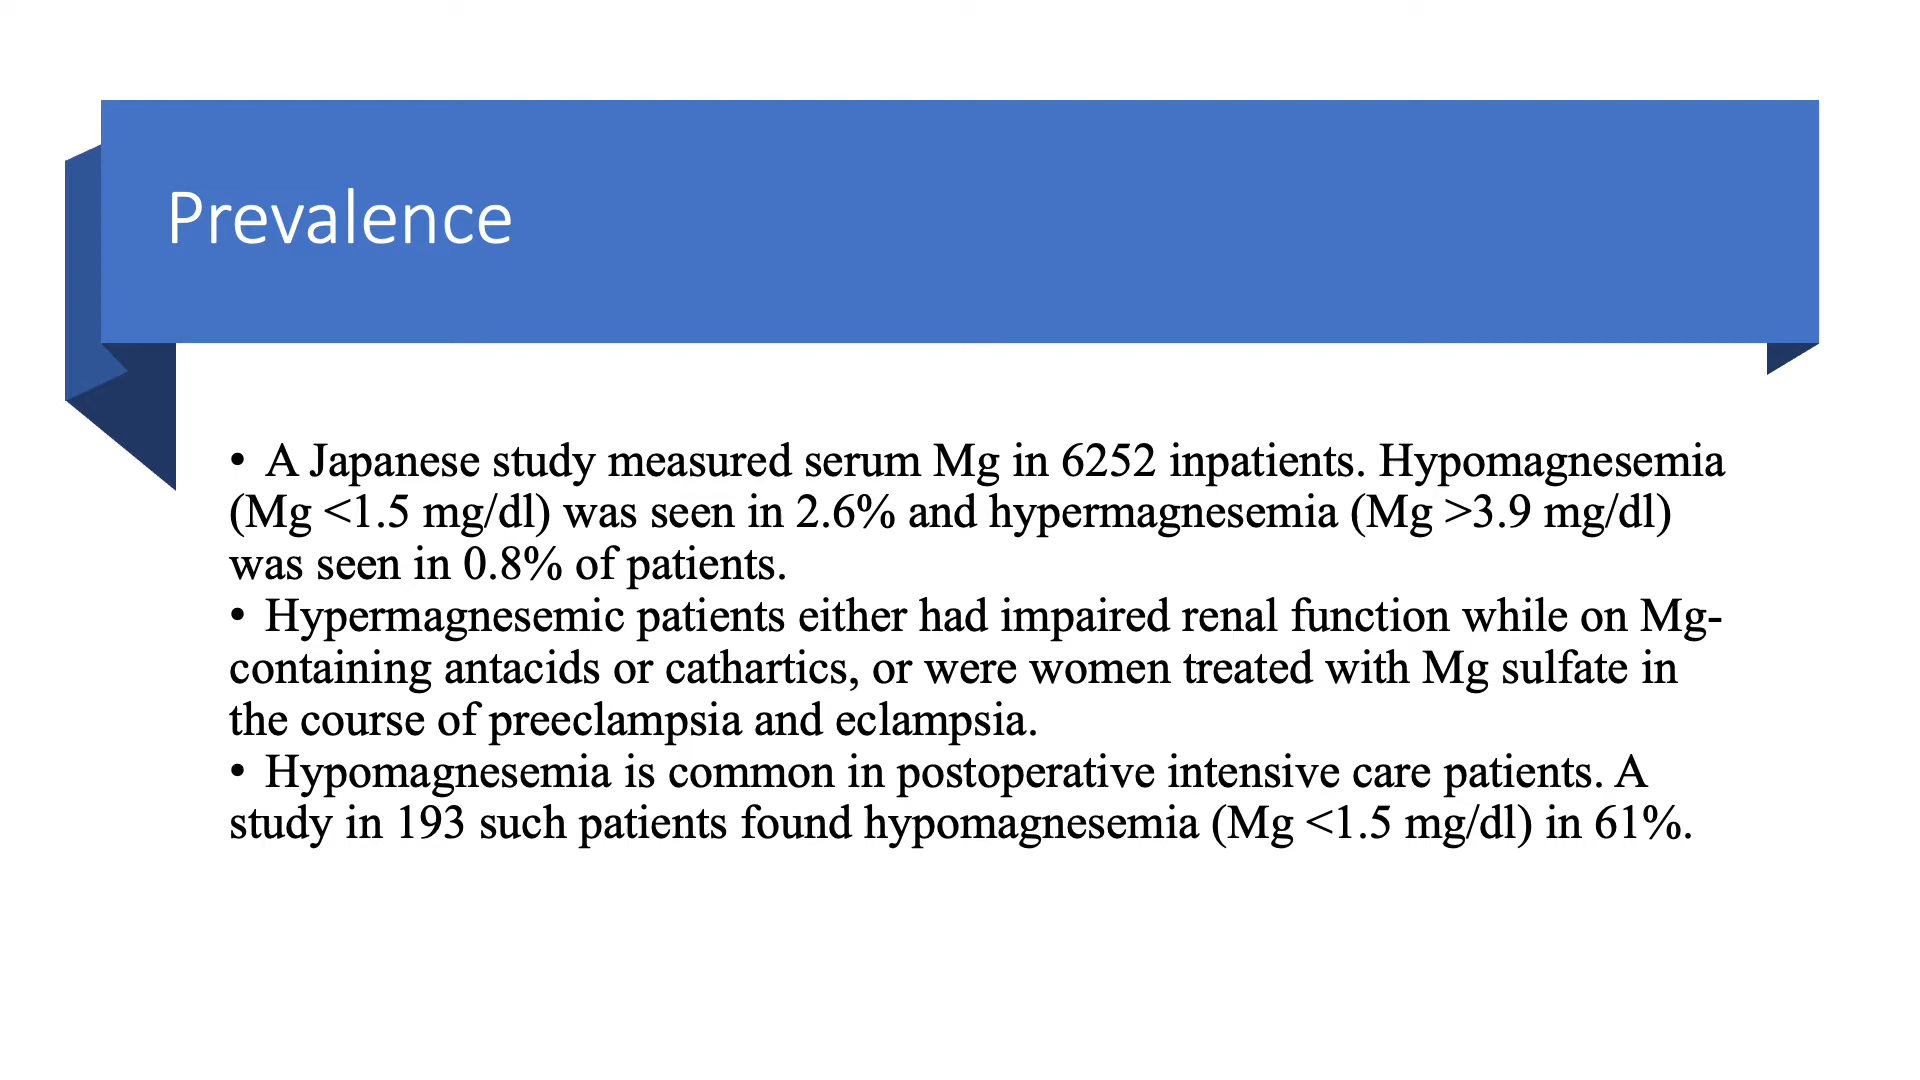 Prevalence
• A Japanese study measured serum Mg in 6252 inpatients. Hypomagnesemia
(Mg <1.5 mg/dl) was seen in 2.6% and hypermagnesemia (Mg >3.9 mg/dl)
was seen in 0.8% of patients.
• Hypermagnesemic patients either had impaired renal function while on Mg-
containing antacids or cathartics, or were women treated with Mg sulfate in
the course of preeclampsia and eclampsia.
• Hypomagnesemia is common in postoperative intensive care patients. A
study in 193 such patients found hypomagnesemia (Mg <1.5 mg/dl) in 61%.